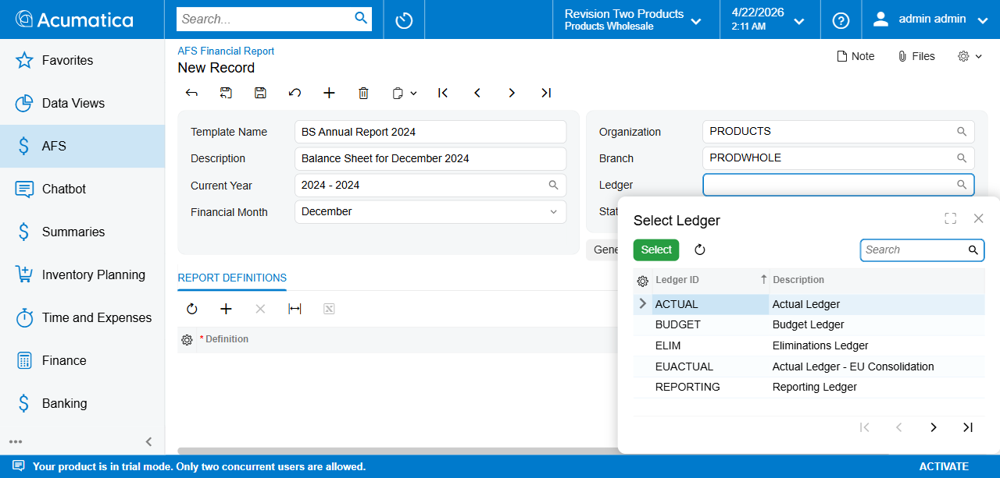 Acumatica
Search...
Revision Two Products
Products Wholesale
4/22/2026
2:11 AM
admin admin
Favorites
Data Views
AFS
Chatbot
Summaries
Inventory Planning
Time and Expenses
Finance
Banking
AFS Financial Report
New Record
Note
Files
Template Name
BS Annual Report 2024
Description
Balance Sheet for December 2024
Current Year
2024 - 2024
Financial Month
December
Organization
PRODUCTS
Branch
PRODWHOLE
Ledger
Stat
Gene
REPORT DEFINITIONS
* Definition
Select Ledger
Select
Search
Ledger ID
Description
ACTUAL
Actual Ledger
BUDGET
Budget Ledger
ELIM
Eliminations Ledger
EUACTUAL
Actual Ledger - EU Consolidation
REPORTING
Reporting Ledger
Your product is in trial mode. Only two concurrent users are allowed.
ACTIVATE